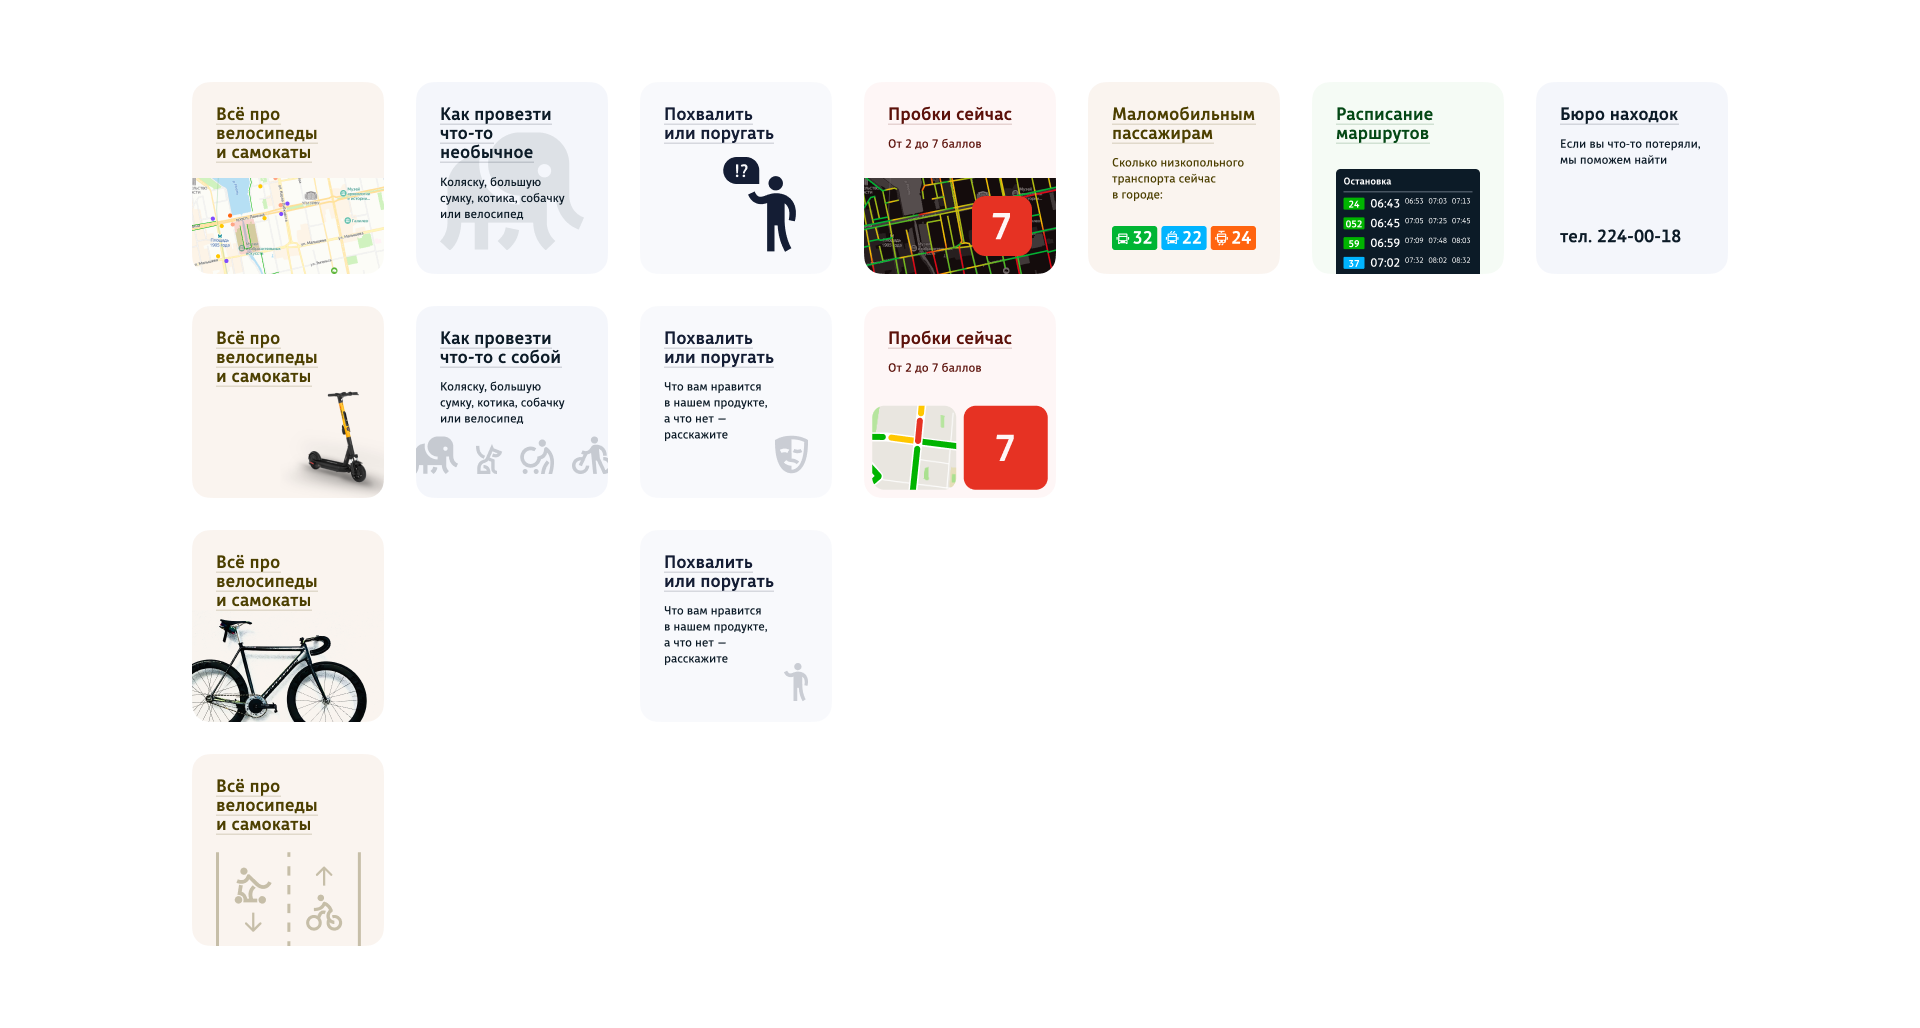 Всё про
велосипеды
и самокаты
Как провезти
что-то
необычное
Коляску, большую
сумку, котика, собачку
или велосипед
Похвалить
или поругать
!?
Пробки сейчас
От 2 до 7 баллов
7
Маломобильным
пассажирам
Сколько низкопольного
транспорта сейчас
в городе:
32 22 24
Расписание
маршрутов
Остановка
24 06:43 06:53 07:03 07:13
052 06:45 07:05 07:25 07:45
59 06:59 07:09 07:48 08:03
37 07:02 07:32 08:02 08:32
Бюро находок
Если вы что-то потеряли,
мы поможем найти
тел. 224-00-18
Всё про
велосипеды
и самокаты
Как провезти
что-то с собой
Коляску, большую
сумку, котика, собачку
или велосипед
Похвалить
или поругать
Что вам нравится
в нашем продукте,
а что нет —
расскажите
Пробки сейчас
От 2 до 7 баллов
7
Всё про
велосипеды
и самокаты
Похвалить
или поругать
Что вам нравится
в нашем продукте,
а что нет —
расскажите
Всё про
велосипеды
и самокаты